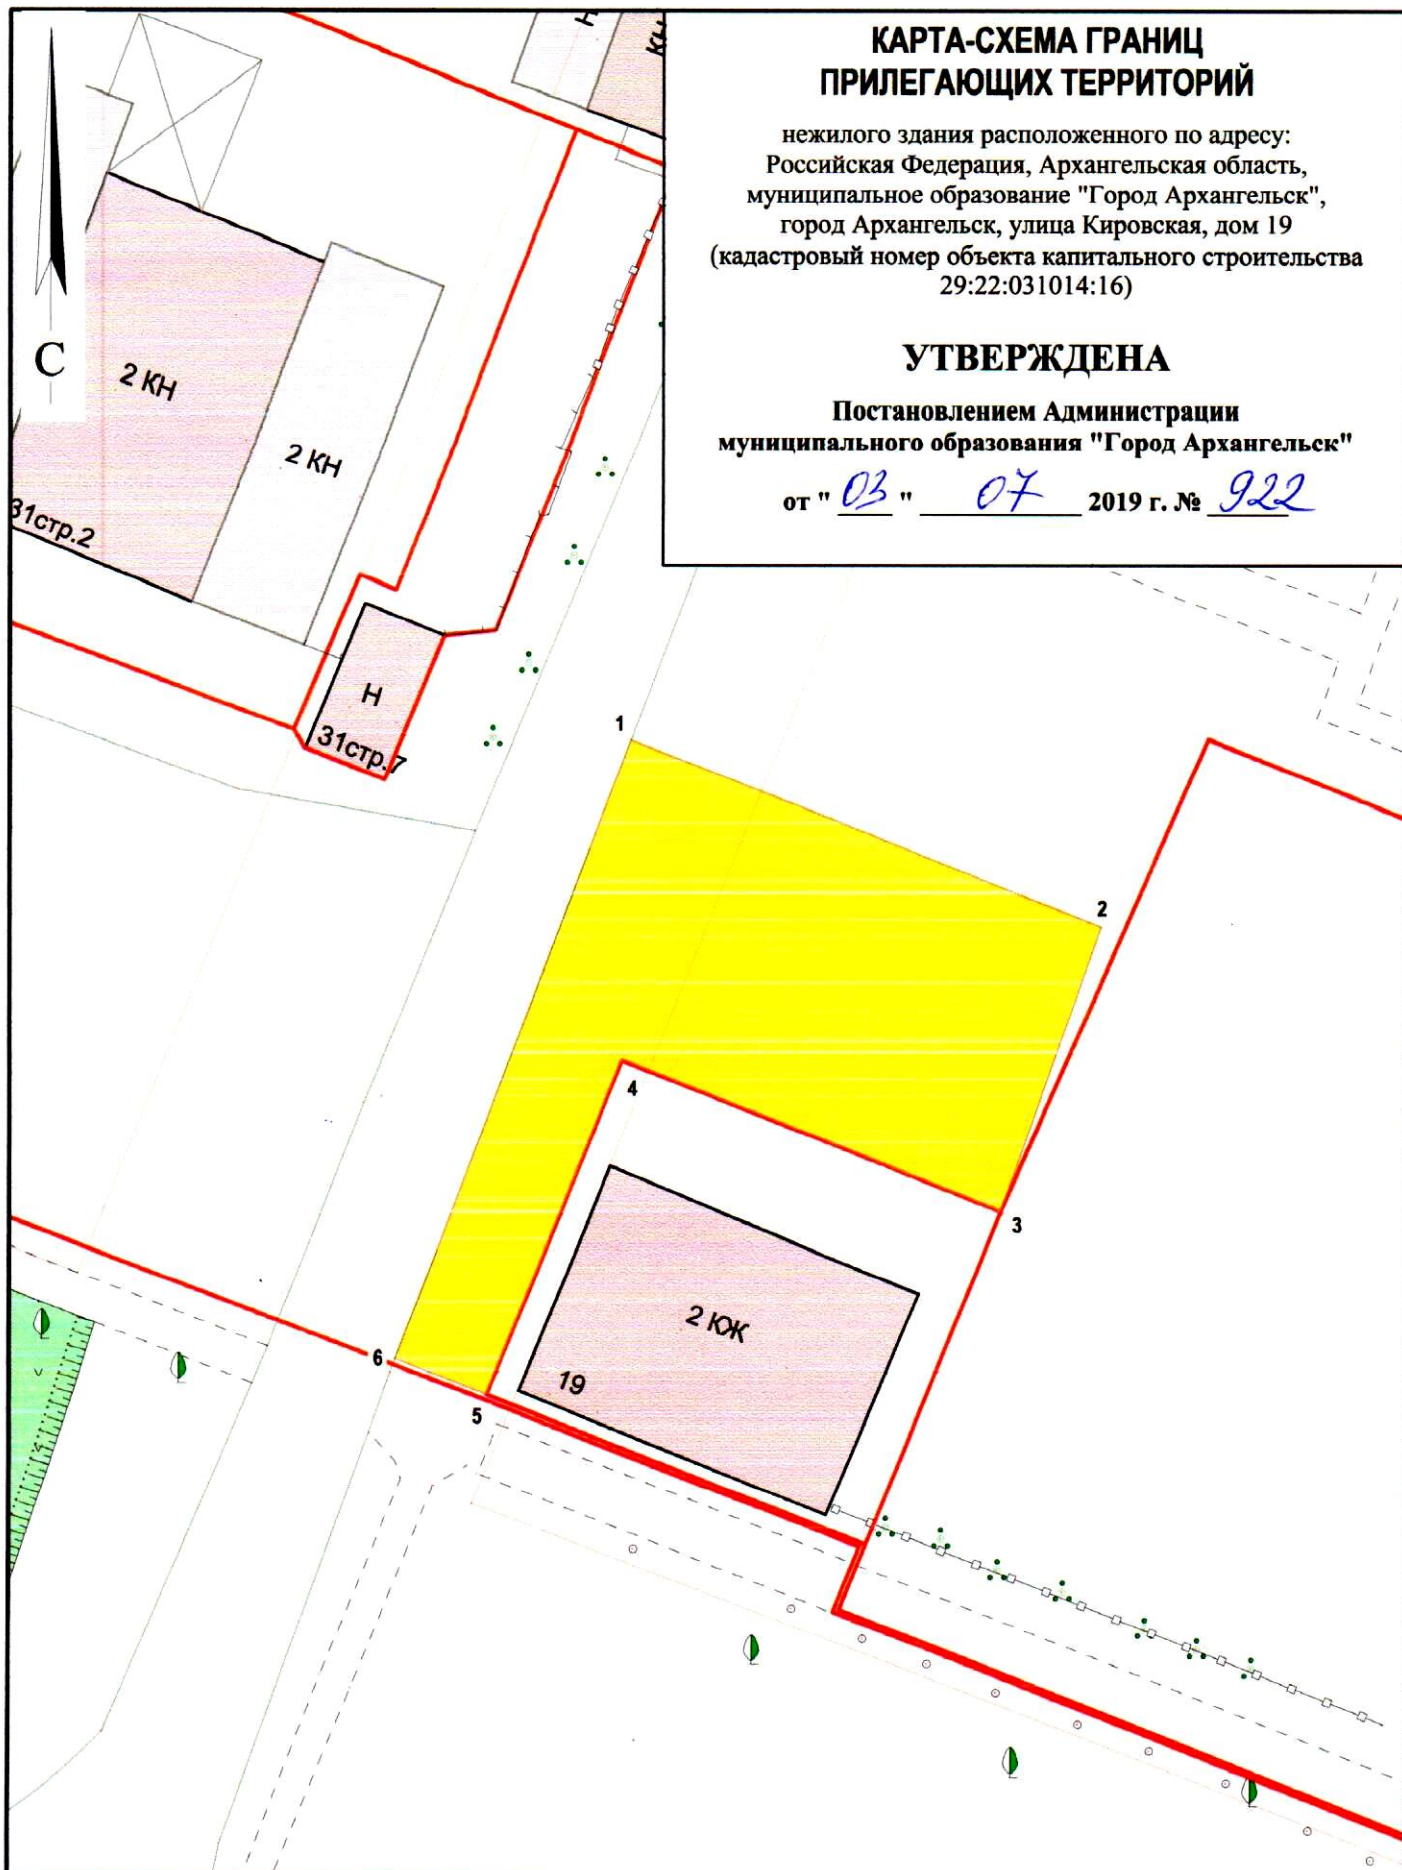 КАРТА-СХЕМА ГРАНИЦ
ПРИЛЕГАЮЩИХ ТЕРРИТОРИЙ
нежилого здания расположенного по адресу:
Российская Федерация, Архангельская область,
муниципальное образование "Город Архангельск",
город Архангельск, улица Кировская, дом 19
(кадастровый номер объекта капитального строительства
29:22:031014:16)
УТВЕРЖДЕНА
Постановлением Администрации
муниципального образования "Город Архангельск"
от " 03 " 07 2019 г. № 922
Н
С
2 КН
2 КН
31стр.2
Н
31стр.7
1
2
4
3
2 КЖ
6
19
5